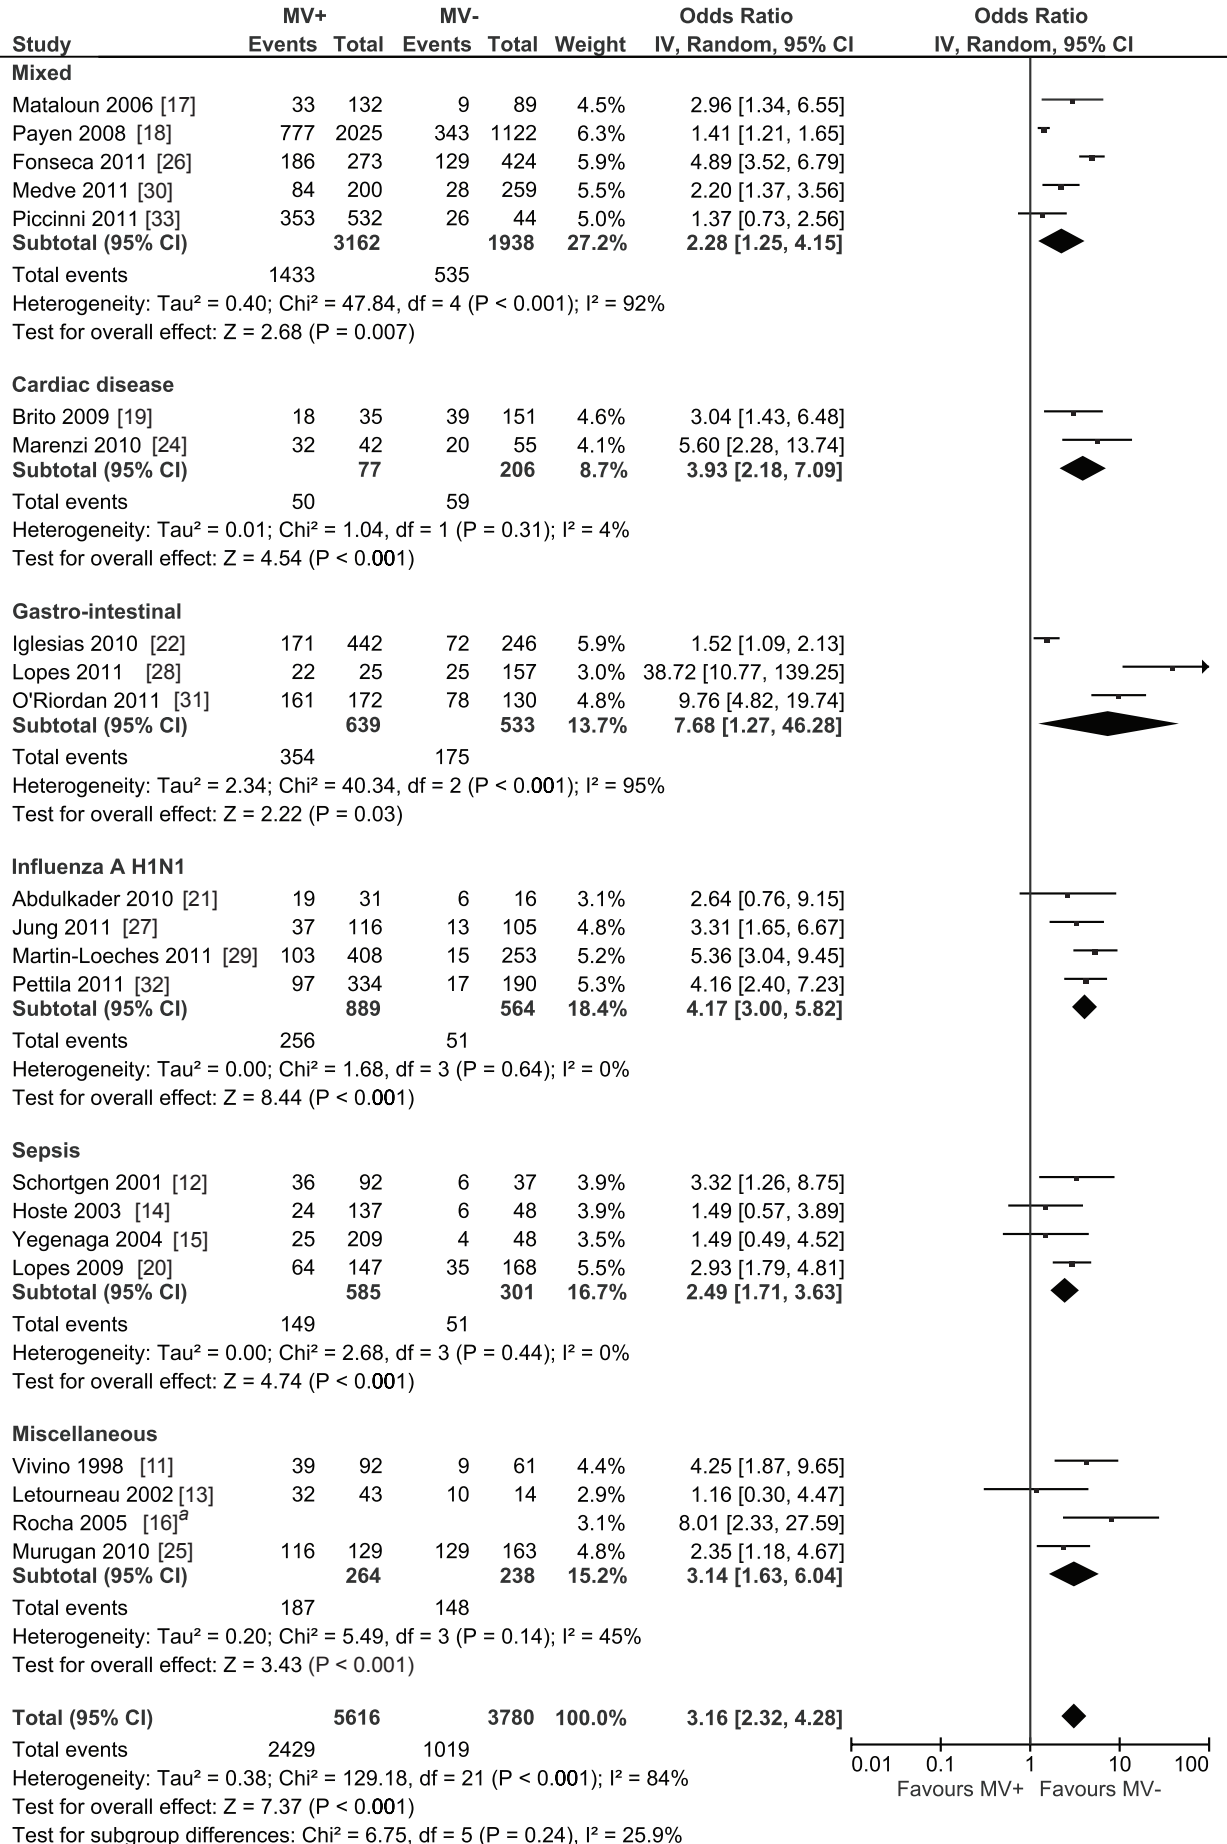 MV+ MV- Odds Ratio Odds Ratio
Study Events Total Events Total Weight IV, Random, 95% CI IV, Random, 95% CI
Mixed
Mataloun 2006 [17] 33 132 9 89 4.5% 2.96 [1.34, 6.55]
Payen 2008 [18] 777 2025 343 1122 6.3% 1.41 [1.21, 1.65]
Fonseca 2011 [26] 186 273 129 424 5.9% 4.89 [3.52, 6.79]
Medve 2011 [30] 84 200 28 259 5.5% 2.20 [1.37, 3.56]
Piccinni 2011 [33] 353 532 26 44 5.0% 1.37 [0.73, 2.56]
Subtotal (95% CI) 3162 1938 27.2% 2.28 [1.25, 4.15]
Total events 1433 535
Heterogeneity: Tau² = 0.40; Chi² = 47.84, df = 4 (P < 0.001); I² = 92%
Test for overall effect: Z = 2.68 (P = 0.007)
Cardiac disease
Brito 2009 [19] 18 35 39 151 4.6% 3.04 [1.43, 6.48]
Marenzi 2010 [24] 32 42 20 55 4.1% 5.60 [2.28, 13.74]
Subtotal (95% CI) 77 206 8.7% 3.93 [2.18, 7.09]
Total events 50 59
Heterogeneity: Tau² = 0.01; Chi² = 1.04, df = 1 (P = 0.31); I² = 4%
Test for overall effect: Z = 4.54 (P < 0.001)
Gastro-intestinal
Iglesias 2010 [22] 171 442 72 246 5.9% 1.52 [1.09, 2.13]
Lopes 2011 [28] 22 25 25 157 3.0% 38.72 [10.77, 139.25]
O'Riordan 2011 [31] 161 172 78 130 4.8% 9.76 [4.82, 19.74]
Subtotal (95% CI) 639 533 13.7% 7.68 [1.27, 46.28]
Total events 354 175
Heterogeneity: Tau² = 2.34; Chi² = 40.34, df = 2 (P < 0.001); I² = 95%
Test for overall effect: Z = 2.22 (P = 0.03)
Influenza A H1N1
Abdulkader 2010 [21] 19 31 6 16 3.1% 2.64 [0.76, 9.15]
Jung 2011 [27] 37 116 13 105 4.8% 3.31 [1.65, 6.67]
Martin-Loeches 2011 [29] 103 408 15 253 5.2% 5.36 [3.04, 9.45]
Pettila 2011 [32] 97 334 17 190 5.3% 4.16 [2.40, 7.23]
Subtotal (95% CI) 889 564 18.4% 4.17 [3.00, 5.82]
Total events 256 51
Heterogeneity: Tau² = 0.00; Chi² = 1.68, df = 3 (P = 0.64); I² = 0%
Test for overall effect: Z = 8.44 (P < 0.001)
Sepsis
Schortgen 2001 [12] 36 92 6 37 3.9% 3.32 [1.26, 8.75]
Hoste 2003 [14] 24 137 6 48 3.9% 1.49 [0.57, 3.89]
Yegenaga 2004 [15] 25 209 4 48 3.5% 1.49 [0.49, 4.52]
Lopes 2009 [20] 64 147 35 168 5.5% 2.93 [1.79, 4.81]
Subtotal (95% CI) 585 301 16.7% 2.49 [1.71, 3.63]
Total events 149 51
Heterogeneity: Tau² = 0.00; Chi² = 2.68, df = 3 (P = 0.44); I² = 0%
Test for overall effect: Z = 4.74 (P < 0.001)
Miscellaneous
Vivino 1998 [11] 39 92 9 61 4.4% 4.25 [1.87, 9.65]
Letourneau 2002 [13] 32 43 10 14 2.9% 1.16 [0.30, 4.47]
Rocha 2005 [16]a 3.1% 8.01 [2.33, 27.59]
Murugan 2010 [25] 116 129 129 163 4.8% 2.35 [1.18, 4.67]
Subtotal (95% CI) 264 238 15.2% 3.14 [1.63, 6.04]
Total events 187 148
Heterogeneity: Tau² = 0.20; Chi² = 5.49, df = 3 (P = 0.14); I² = 45%
Test for overall effect: Z = 3.43 (P < 0.001)
Total (95% CI) 5616 3780 100.0% 3.16 [2.32, 4.28]
Total events 2429 1019
Heterogeneity: Tau² = 0.38; Chi² = 129.18, df = 21 (P < 0.001); I² = 84%
Test for overall effect: Z = 7.37 (P < 0.001)
Test for subgroup differences: Chi² = 6.75, df = 5 (P = 0.24), I² = 25.9%
0.01 0.1 1 10 100
Favours MV+ Favours MV-